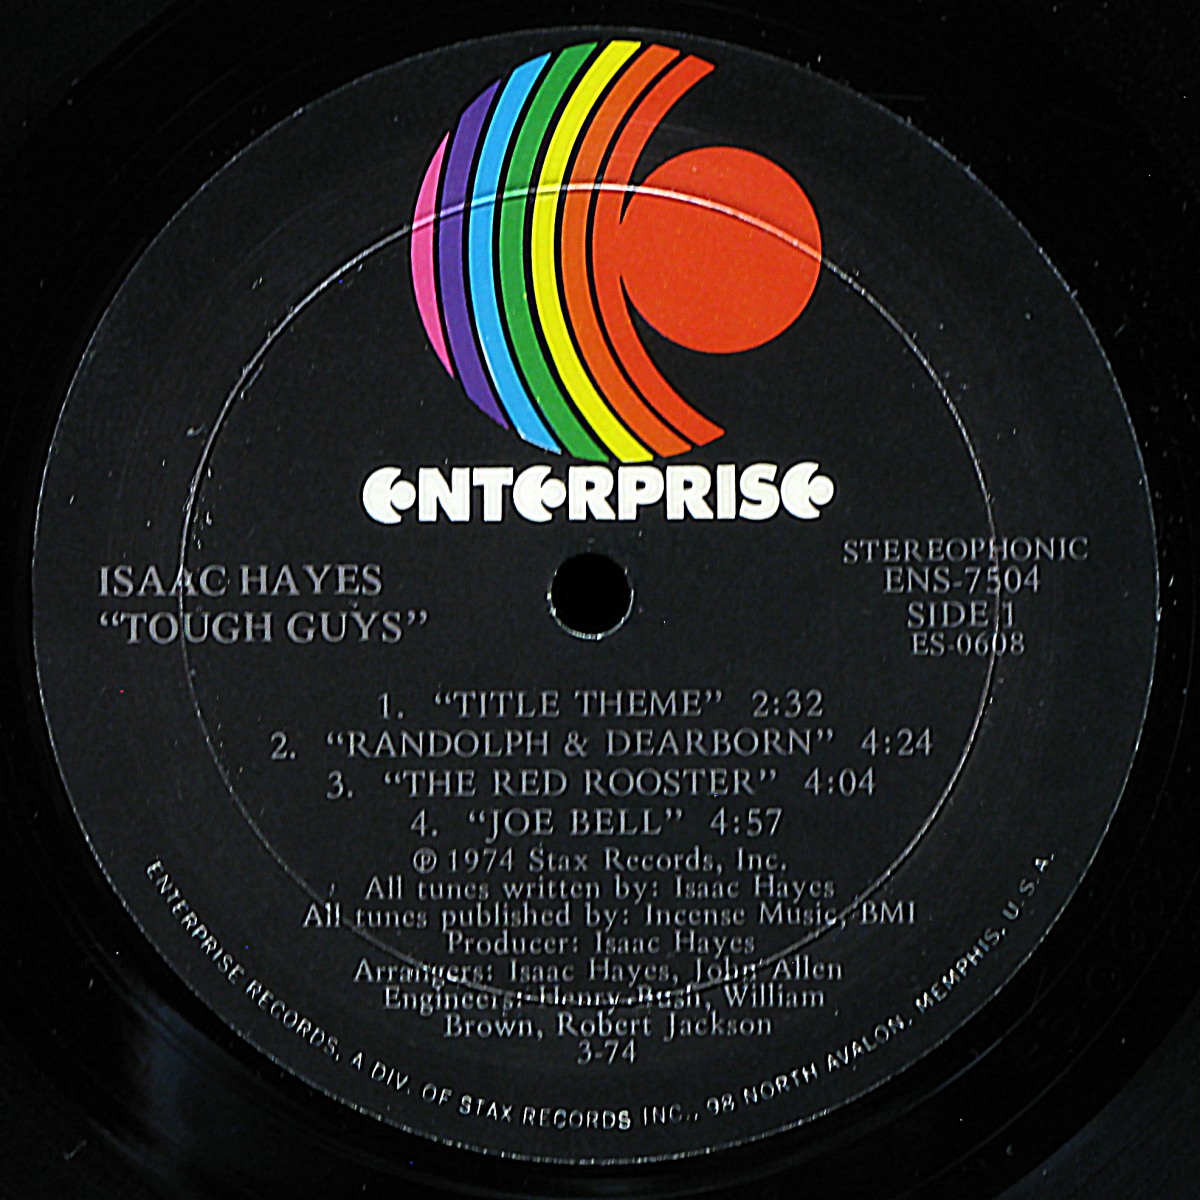 ENTERPRISE
ISAAC HAYES
"TOUGH GUYS"
STEREOPHONIC
ENS-7504
SIDE 1
ES-0608
1. "TITLE THEME" 2:32
2. "RANDOLPH & DEARBORN" 4:24
3. "THE RED ROOSTER" 4:04
4. "JOE BELL" 4:57
℗ 1974 Stax Records, Inc.
All tunes written by: Isaac Hayes
All tunes published by: Incense Music, BMI
Producer: Isaac Hayes
Arrangers: Isaac Hayes, John Allen
Engineers: Henry Bush, William
Brown, Robert Jackson
3-74
ENTERPRISE RECORDS, A DIV. OF STAX RECORDS INC., 98 NORTH AVALON, MEMPHIS, U.S.A.